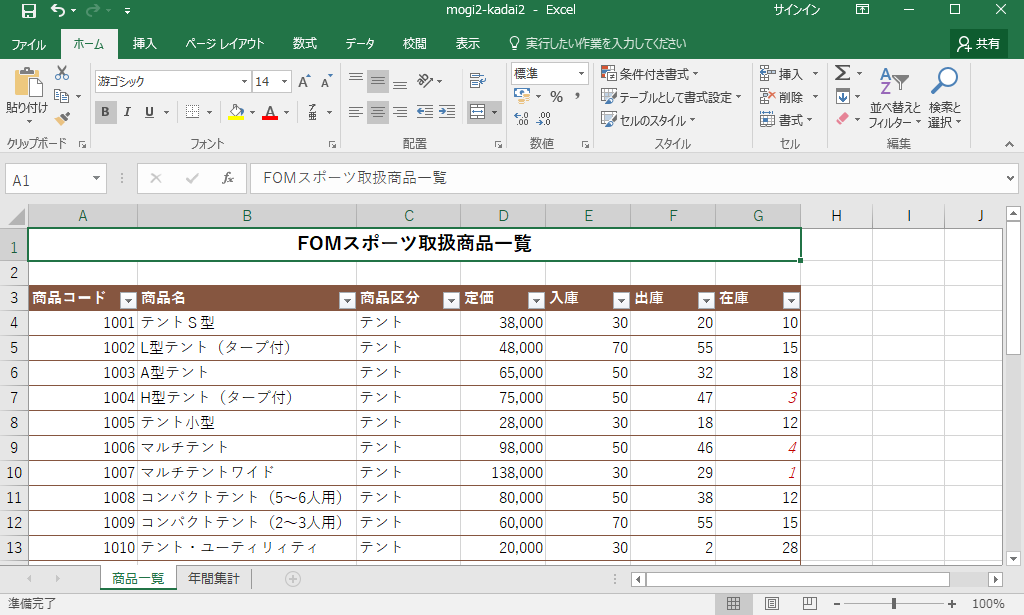 mogi2-kadai2 - Excel
サインイン
ファイル ホーム 挿入 ページ レイアウト 数式 データ 校閲 表示 実行したい作業を入力してください 共有
貼り付け
游ゴシック 14 A A
B I U A
標準
% ,
条件付き書式
テーブルとして書式設定
セルのスタイル
挿入
削除
書式
Σ
並べ替えと
フィルター
検索と
選択
クリップボード フォント 配置 数値 スタイル セル 編集
A1 fx FOMスポーツ取扱商品一覧
A B C D E F G H I J
1 FOMスポーツ取扱商品一覧
2
3 商品コード 商品名 商品区分 定価 入庫 出庫 在庫
4 1001 テントS型 テント 38,000 30 20 10
5 1002 L型テント（タープ付） テント 48,000 70 55 15
6 1003 A型テント テント 65,000 50 32 18
7 1004 H型テント（タープ付） テント 75,000 50 47 3
8 1005 テント小型 テント 28,000 30 18 12
9 1006 マルチテント テント 98,000 50 46 4
10 1007 マルチテントワイド テント 138,000 30 29 1
11 1008 コンパクトテント（5～6人用） テント 80,000 50 38 12
12 1009 コンパクトテント（2～3人用） テント 60,000 70 55 15
13 1010 テント・ユーティリィティ テント 20,000 30 2 28
商品一覧 年間集計
準備完了 100%